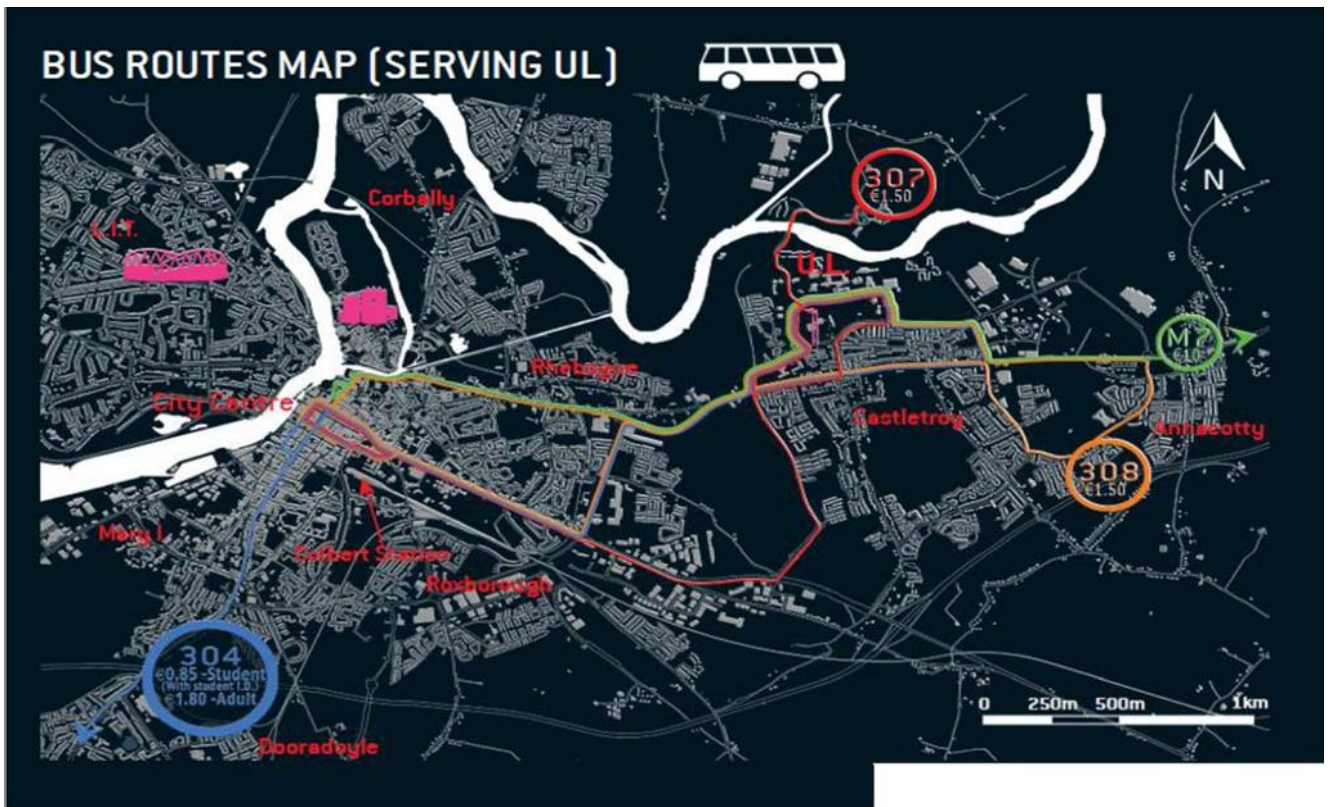 BUS ROUTES MAP (SERVING UL)
307
€1.50
N
Corbally
L.I.T.
U.L.
M7
€10
Rhebogue
City Centre
Castletroy
Annacotty
308
€1.50
Mary I.
Colbert Station
Roxborough
304
€0.85 -Student
(With student I.D.)
€1.80 -Adult
Dooradoyle
0 250m 500m 1km